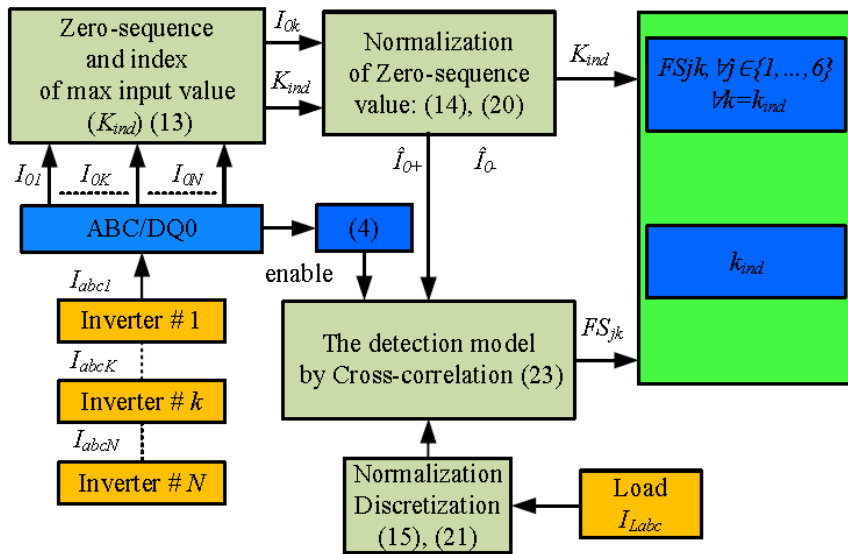 Zero-sequence
and index
of max input value
(K_ind) (13)
I_0k
K_ind
Normalization
of Zero-sequence
value: (14), (20)
K_ind
FSjk, ∀j∈{1,...,6}
∀k=k_ind
I_01 I_0K I_0N
Î_0+ Î_0-
ABC/DQ0
(4)
enable
k_ind
I_abc1
Inverter # 1
I_abcK
Inverter # k
I_abcN
Inverter # N
The detection model
by Cross-correlation (23)
FS_jk
Normalization
Discretization
(15), (21)
Load
I_Labc